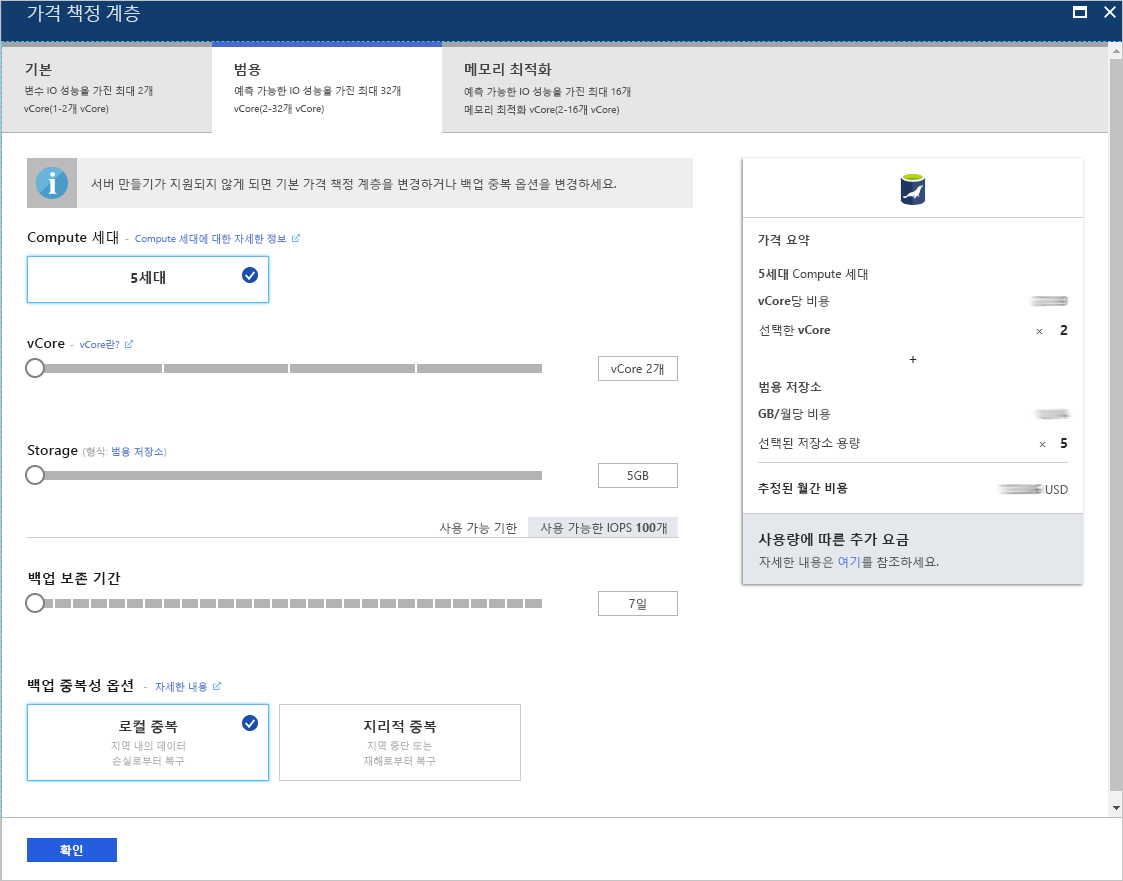 가격 책정 계층
기본
변수 IO 성능을 가진 최대 2개
vCore(1-2개 vCore)
범용
예측 가능한 IO 성능을 가진 최대 32개
vCore(2-32개 vCore)
메모리 최적화
예측 가능한 IO 성능을 가진 최대 16개
메모리 최적화 vCore(2-16개 vCore)
서버 만들기가 지원되지 않게 되면 기본 가격 책정 계층을 변경하거나 백업 중복 옵션을 변경하세요.
Compute 세대 - Compute 세대에 대한 자세한 정보
5세대
vCore - vCore란?
vCore 2개
Storage (형식: 범용 저장소)
5GB
사용 가능 기한 사용 가능한 IOPS 100개
백업 보존 기간
7일
백업 중복성 옵션 - 자세한 내용
로컬 중복
지역 내의 데이터
손실로부터 복구
지리적 중복
지역 중단 또는
재해로부터 복구
확인
가격 요약
5세대 Compute 세대
vCore당 비용
선택한 vCore × 2
+
범용 저장소
GB/월당 비용
선택된 저장소 용량 × 5
추정된 월간 비용 USD
사용량에 따른 추가 요금
자세한 내용은 여기를 참조하세요.